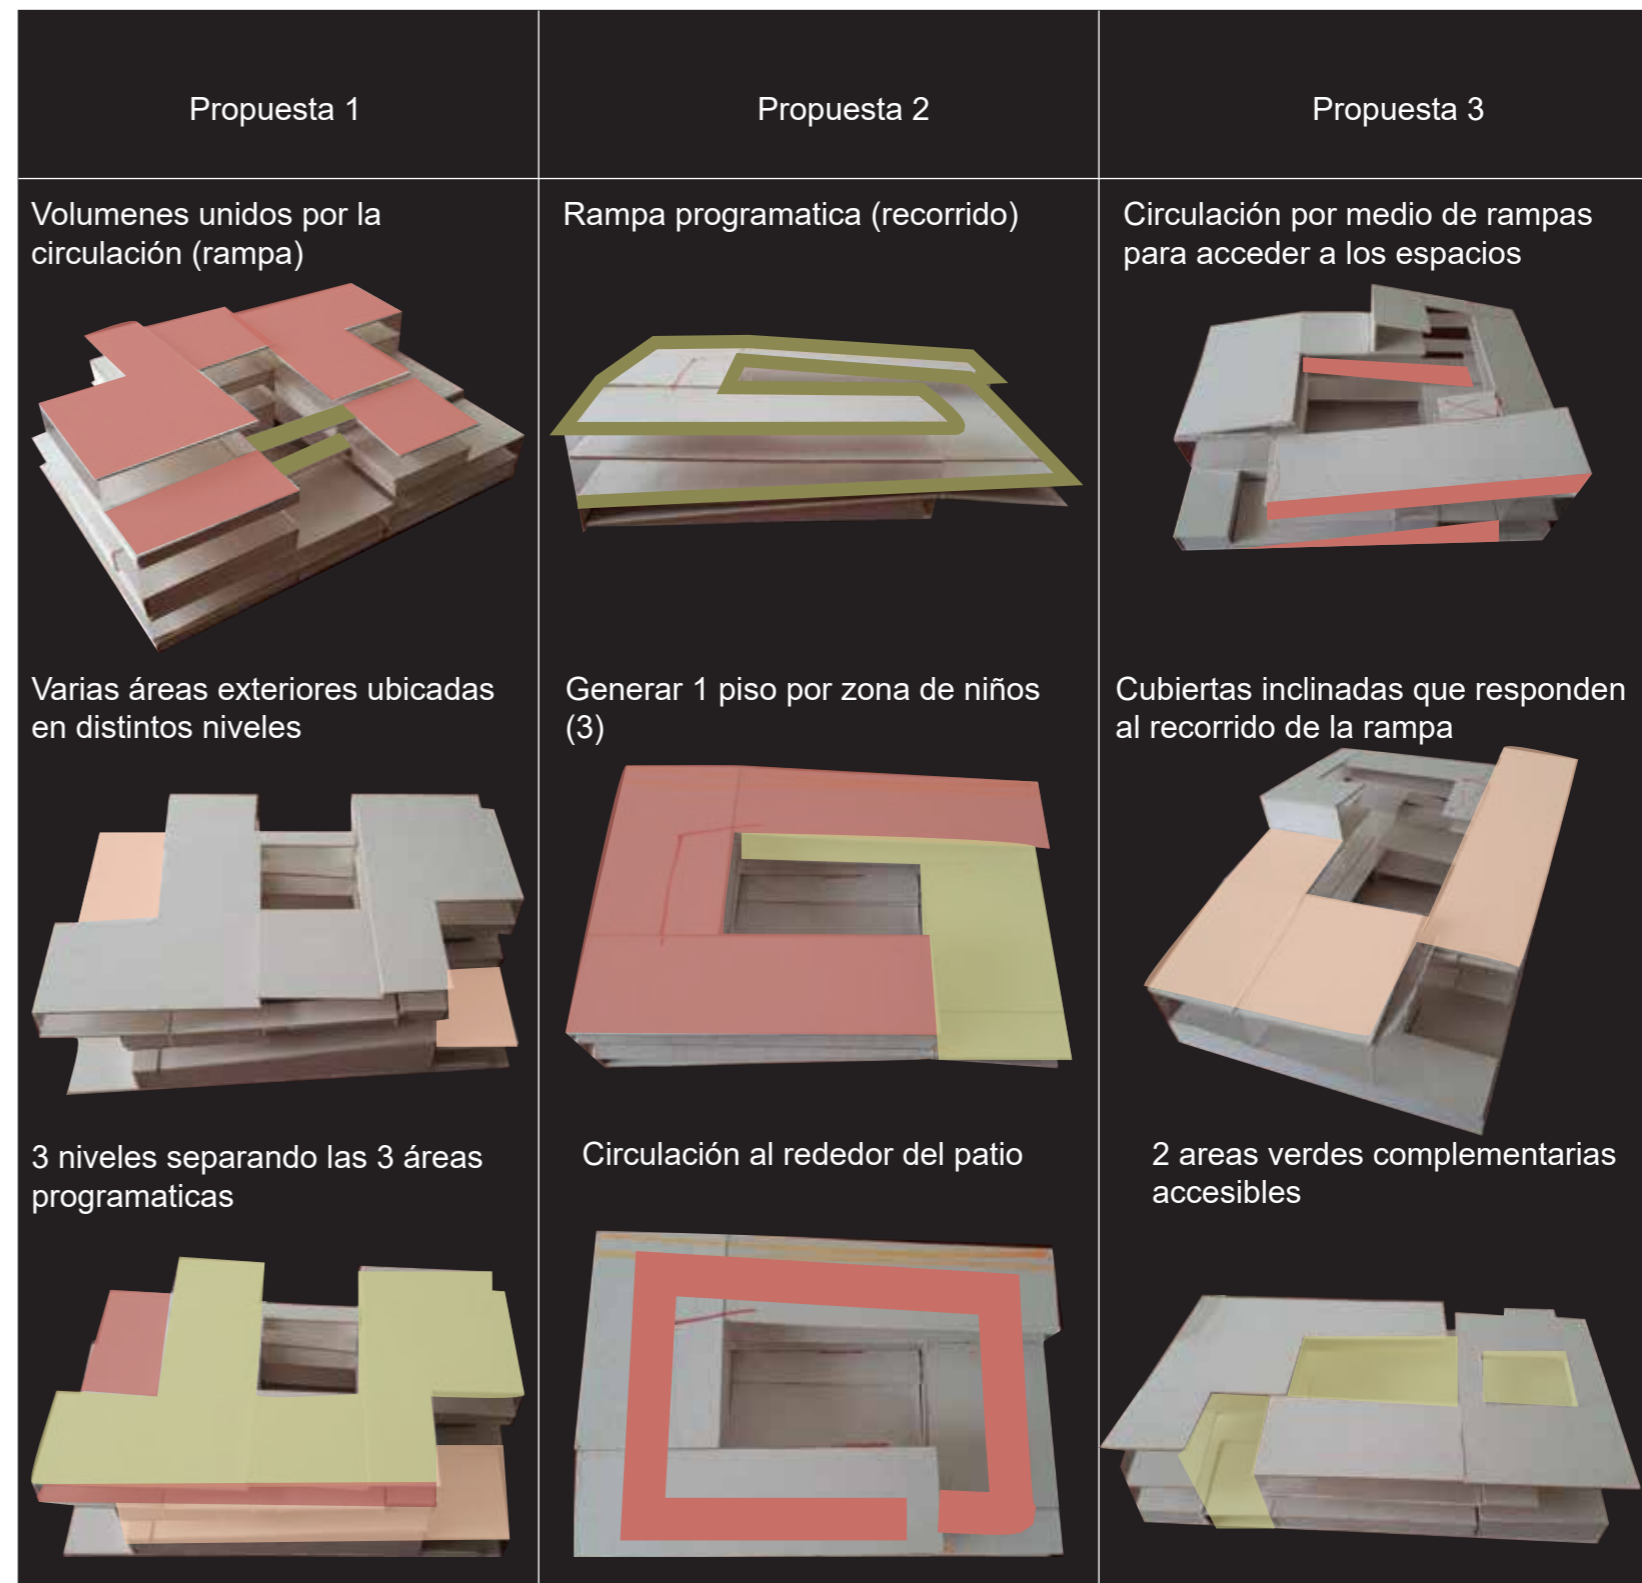 Propuesta 1
Propuesta 2
Propuesta 3
Volumenes unidos por la
circulación (rampa)
Rampa programatica (recorrido)
Circulación por medio de rampas
para acceder a los espacios
Varias áreas exteriores ubicadas
en distintos niveles
Generar 1 piso por zona de niños
(3)
Cubiertas inclinadas que responden
al recorrido de la rampa
3 niveles separando las 3 áreas
programaticas
Circulación al rededor del patio
2 areas verdes complementarias
accesibles